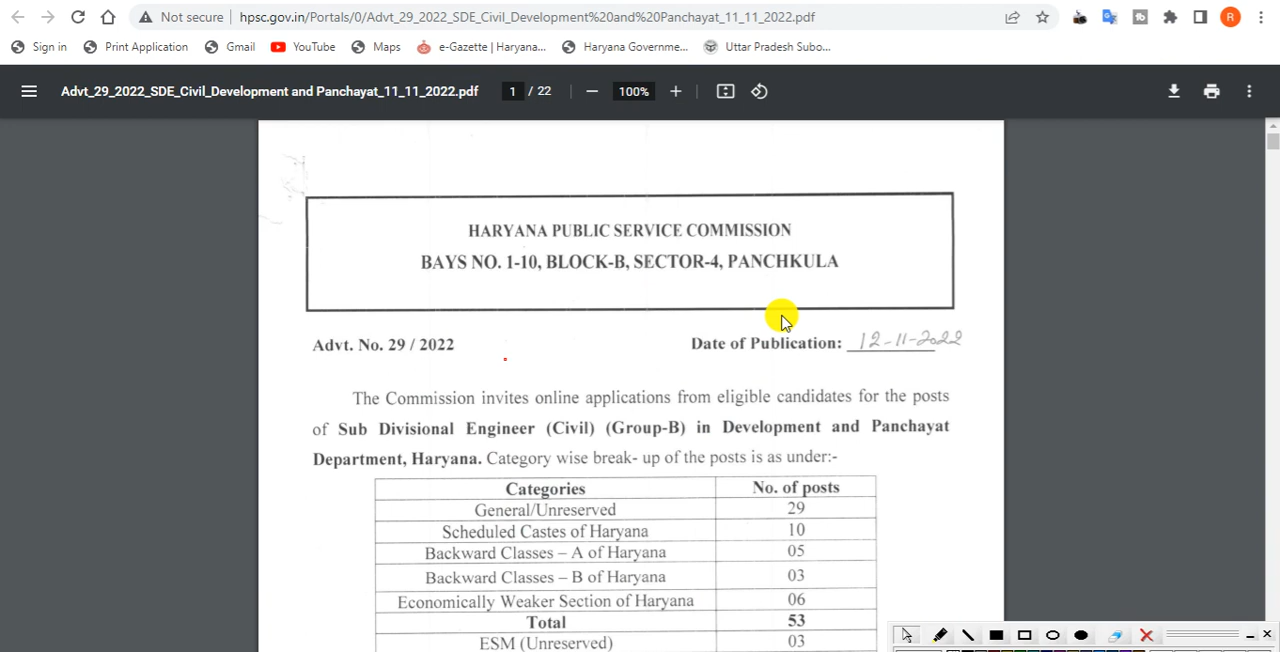 Not secure | hpsc.gov.in/Portals/0/Advt_29_2022_SDE_Civil_Development%20and%20Panchayat_11_11_2022.pdf
R
Sign in Print Application Gmail YouTube Maps e-Gazette | Haryana... Haryana Governme... Uttar Pradesh Subo...
Advt_29_2022_SDE_Civil_Development and Panchayat_11_11_2022.pdf 1 / 22 100%
HARYANA PUBLIC SERVICE COMMISSION
BAYS NO. 1-10, BLOCK-B, SECTOR-4, PANCHKULA
Advt. No. 29 / 2022 Date of Publication: 12-11-2022
The Commission invites online applications from eligible candidates for the posts
of Sub Divisional Engineer (Civil) (Group-B) in Development and Panchayat
Department, Haryana. Category wise break- up of the posts is as under:-
Categories No. of posts
General/Unreserved 29
Scheduled Castes of Haryana 10
Backward Classes – A of Haryana 05
Backward Classes – B of Haryana 03
Economically Weaker Section of Haryana 06
Total 53
ESM (Unreserved) 03